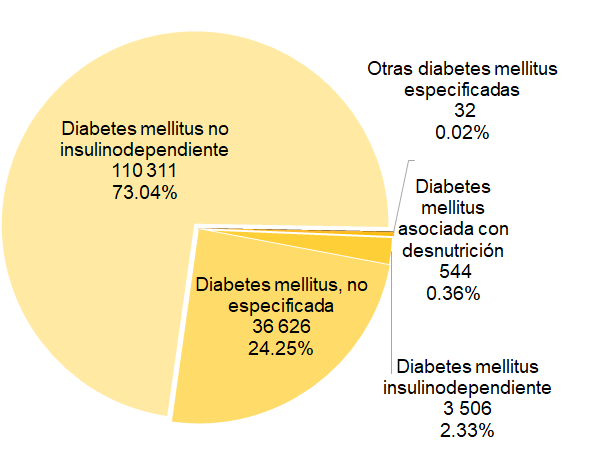 Otras diabetes mellitus
especificadas
32
0.02%
Diabetes mellitus no
insulinodependiente
110 311
73.04%
Diabetes
mellitus
asociada con
desnutrición
544
0.36%
Diabetes mellitus, no
especificada
36 626
24.25%
Diabetes mellitus
insulinodependiente
3 506
2.33%